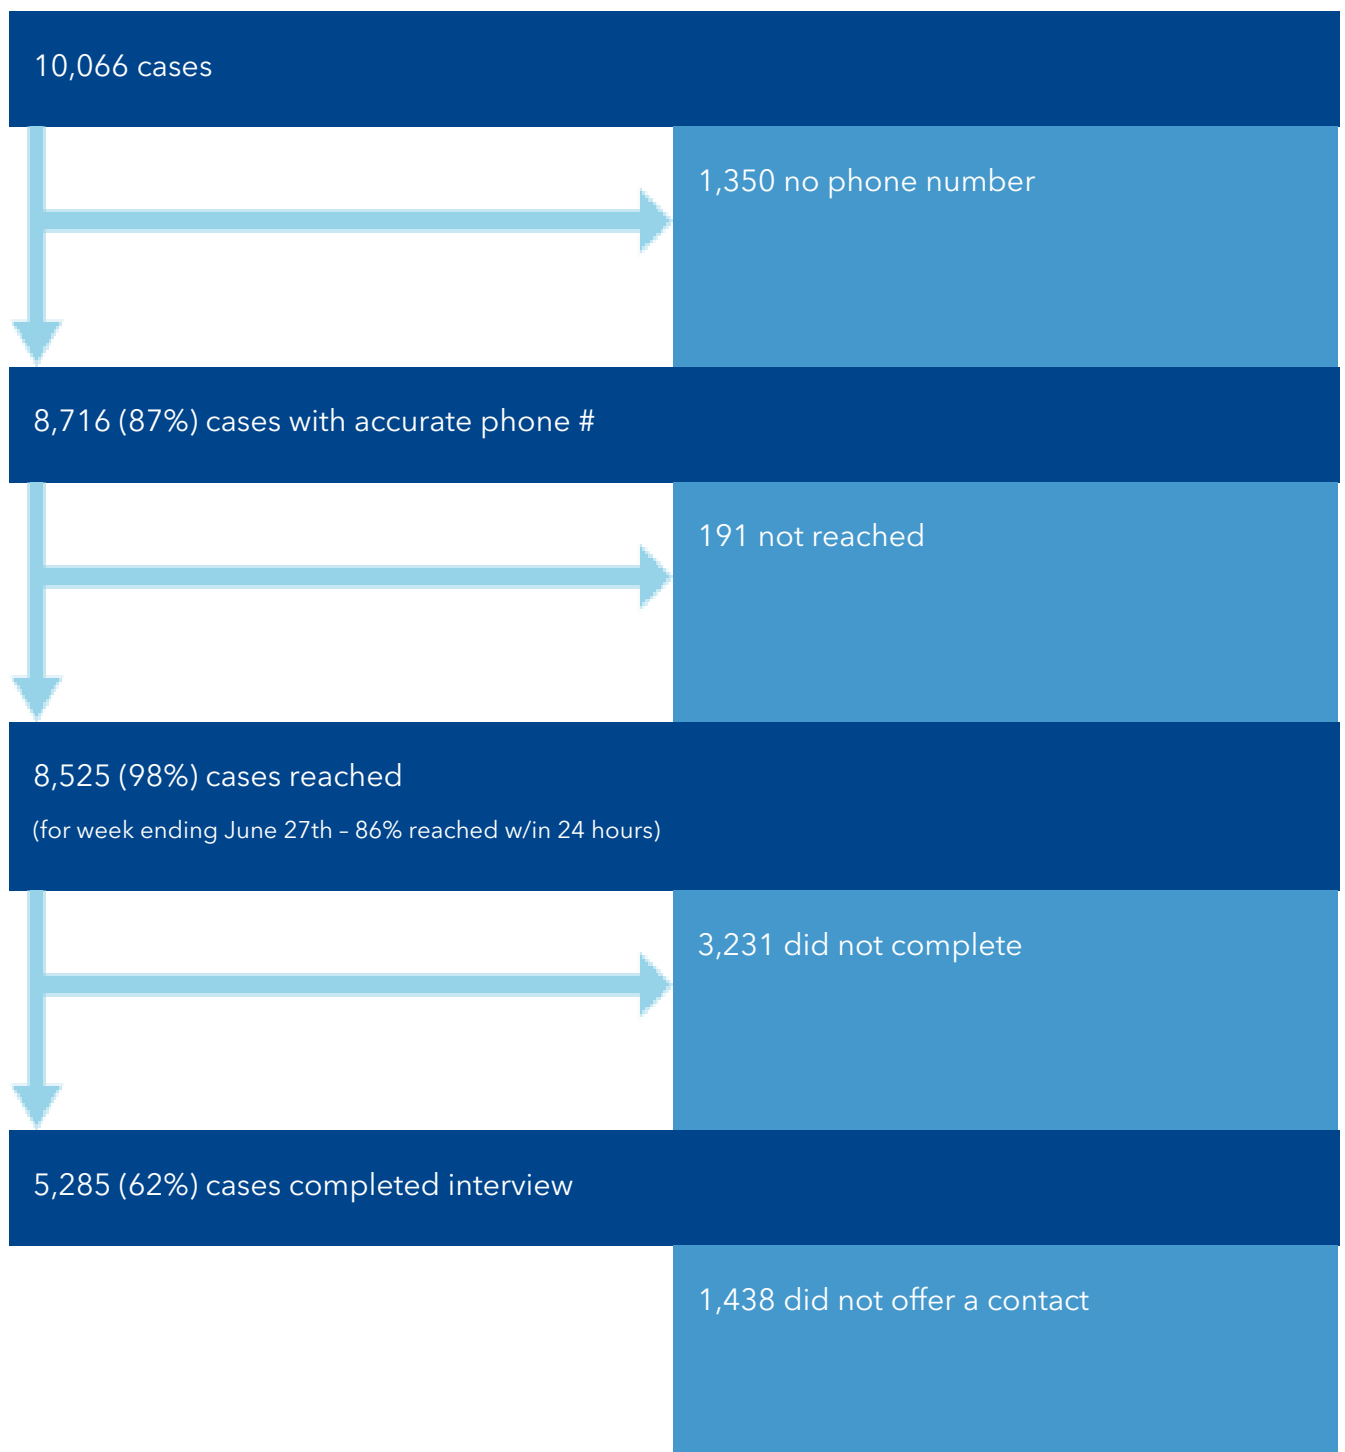 10,066 cases
1,350 no phone number
8,716 (87%) cases with accurate phone #
191 not reached
8,525 (98%) cases reached
(for week ending June 27th – 86% reached w/in 24 hours)
3,231 did not complete
5,285 (62%) cases completed interview
1,438 did not offer a contact